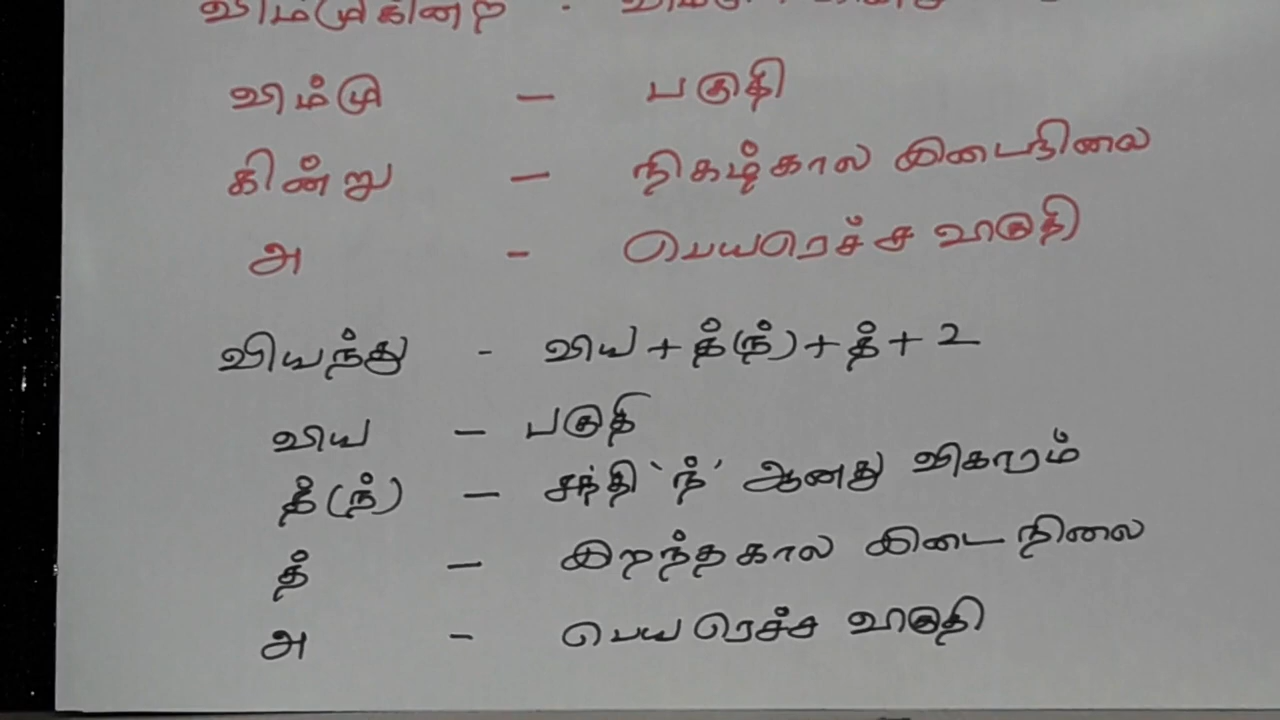 விம்முகின்ற -
விம்மு - பகுதி
கின்று - நிகழ்கால இடைநிலை
அ - பெயரெச்ச விகுதி
வியந்து - விய + த்(ந்) + த் + உ
விய - பகுதி
த்(ந்) - சந்தி 'ந்' ஆனது விகாரம்
த் - இறந்தகால இடைநிலை
அ - பெயரெச்ச விகுதி